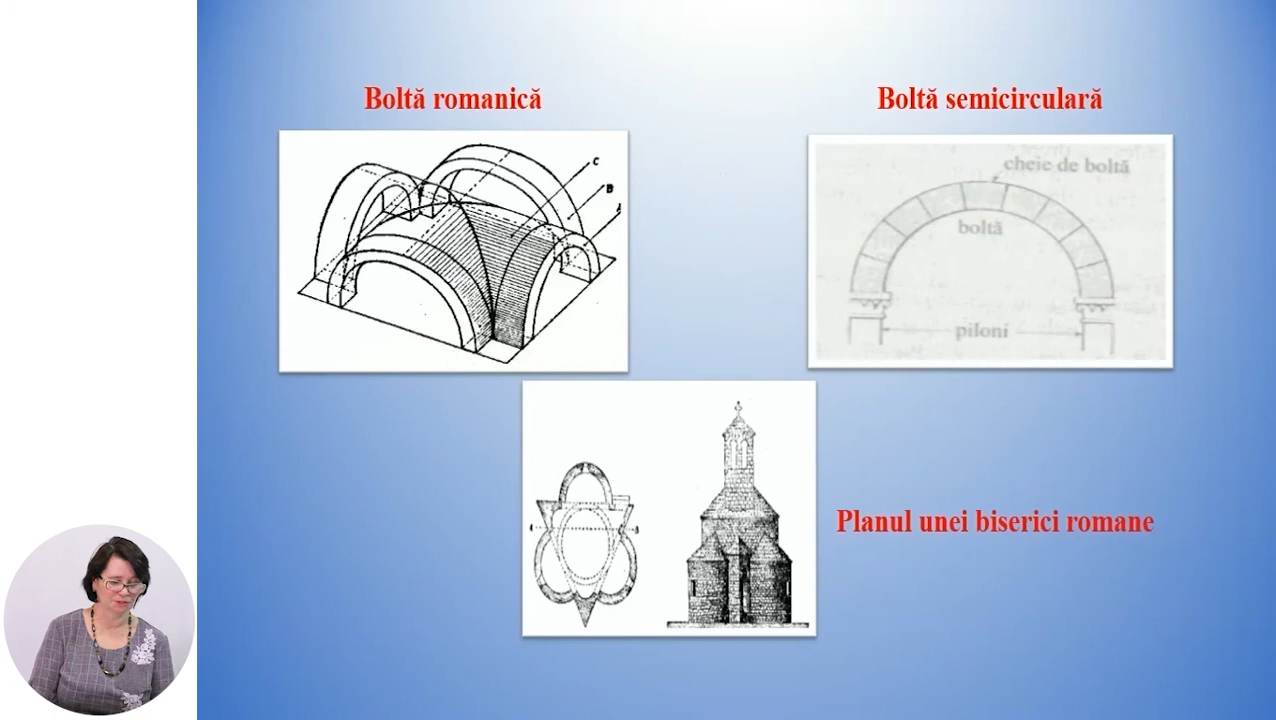 Boltă romanică
Boltă semicirculară
C
B
cheie de boltă
boltă
piloni
Planul unei biserici romane